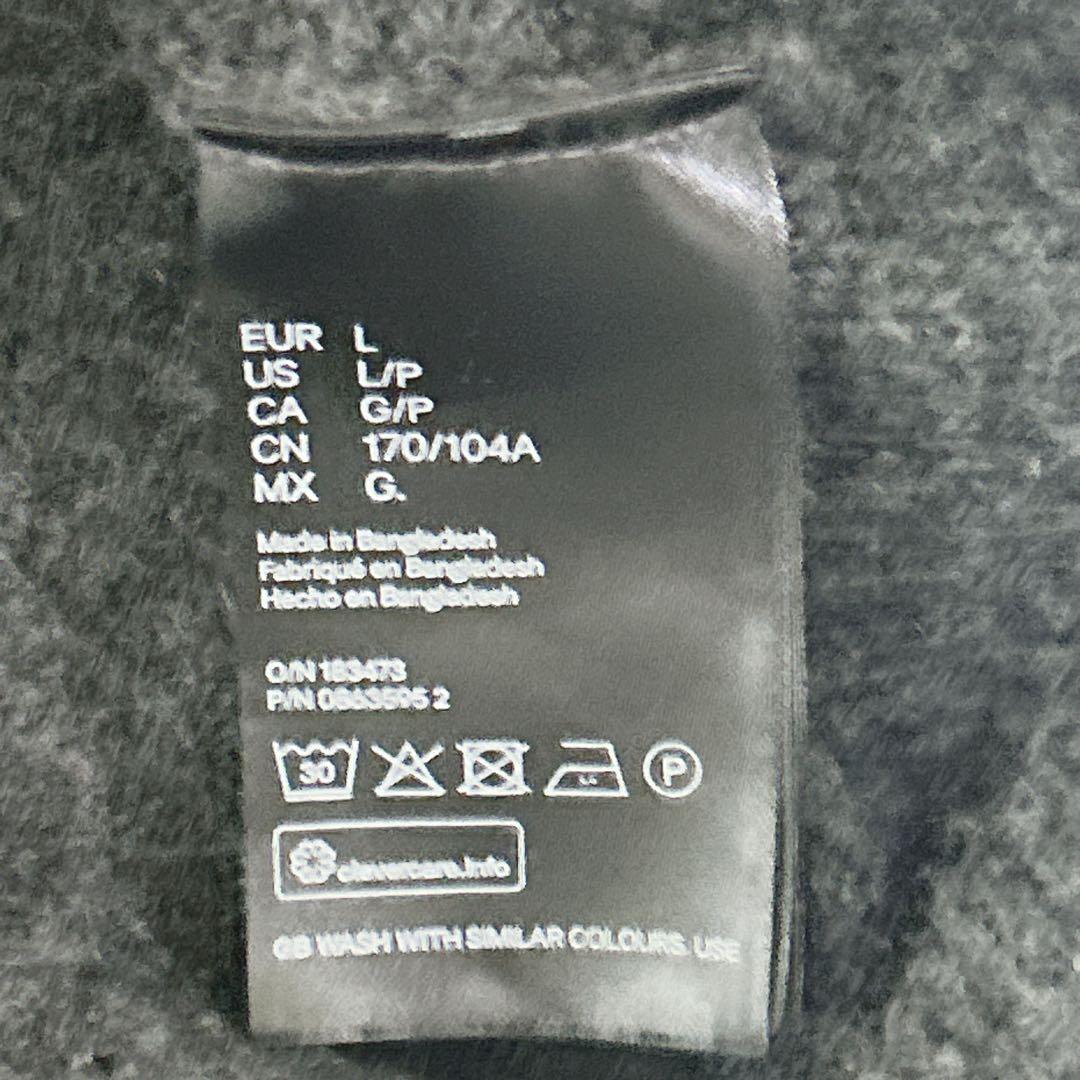 EUR L
US L/P
CA G/P
CN 170/104A
MX G.
Made in Bangladesh
Fabriqué en Bangladesh
Hecho en Bangladesh
O/N 183473
P/N 0863595 2
30
P
clevercare.info
GB WASH WITH SIMILAR COLOURS. USE